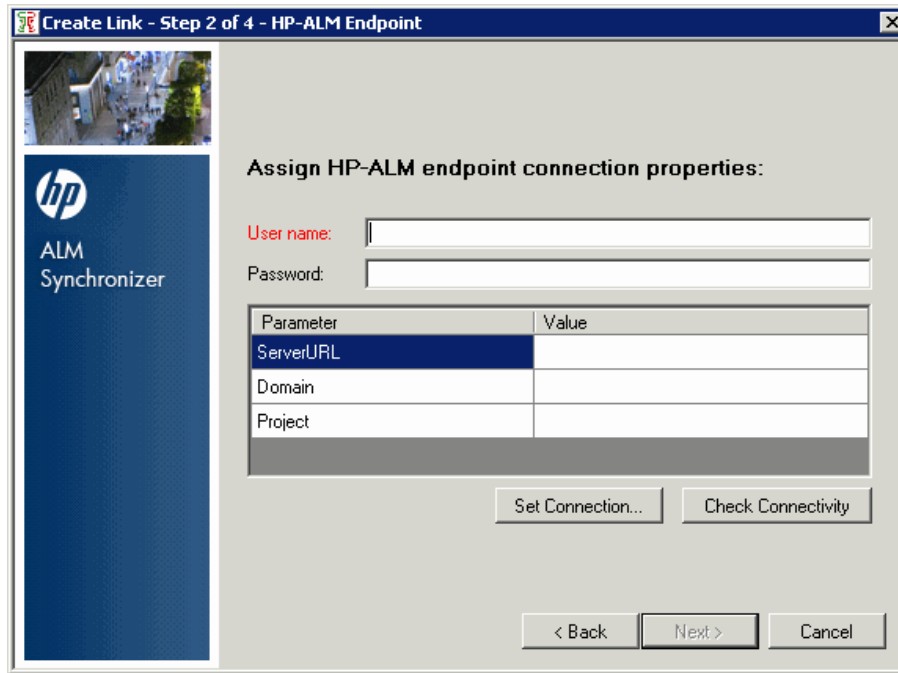 Create Link - Step 2 of 4 - HP-ALM Endpoint
hp
ALM
Synchronizer
Assign HP-ALM endpoint connection properties:
User name:
Password:
Parameter Value
ServerURL
Domain
Project
Set Connection... Check Connectivity
< Back Next > Cancel